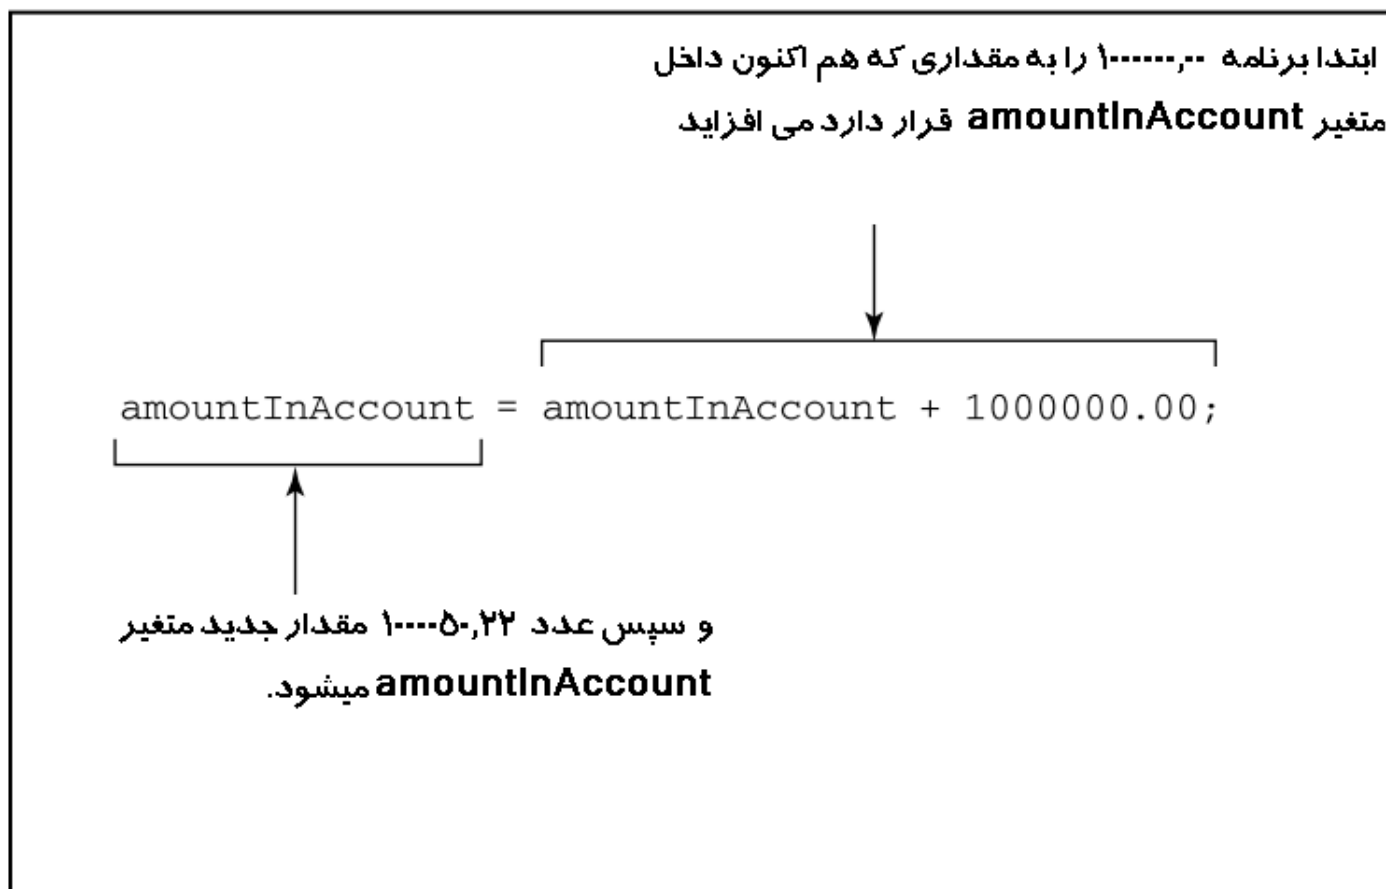 ابتدا برنامه ۱۰۰۰۰۰۰,۰۰ را به مقداری که هم اکنون داخل
متغیر amountInAccount قرار دارد می افزاید
amountInAccount = amountInAccount + 1000000.00;
و سپس عدد ۱۰۰۰۰۵۰,۲۲ مقدار جدید متغیر
amountInAccount میشود.